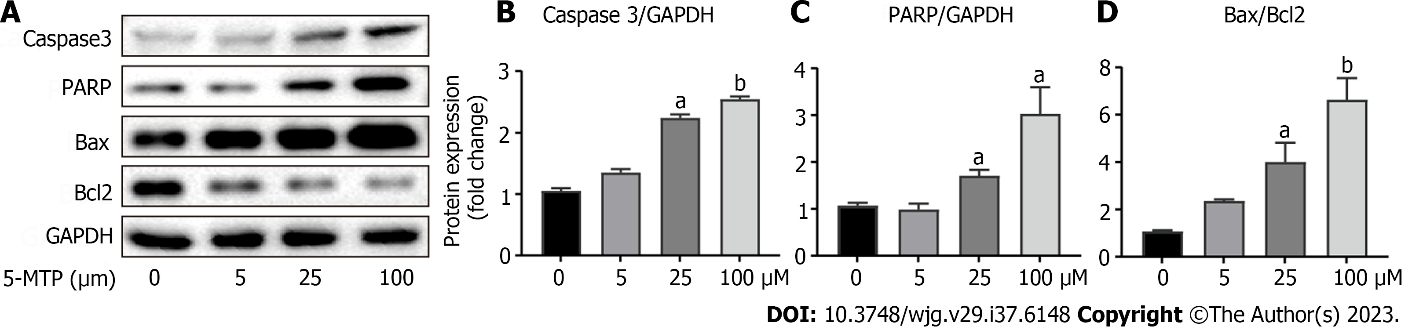 A
Caspase3
PARP
Bax
Bcl2
GAPDH
5-MTP (μm) 0 5 25 100
B Caspase 3/GAPDH
Protein expression
(fold change)
3
2
1
0
a
b
0 5 25 100 μM
C PARP/GAPDH
4
3
2
1
0
a
a
0 5 25 100 μM
D Bax/Bcl2
8
6
4
2
0
a
b
0 5 25 100 μM
DOI: 10.3748/wjg.v29.i37.6148 Copyright ©The Author(s) 2023.